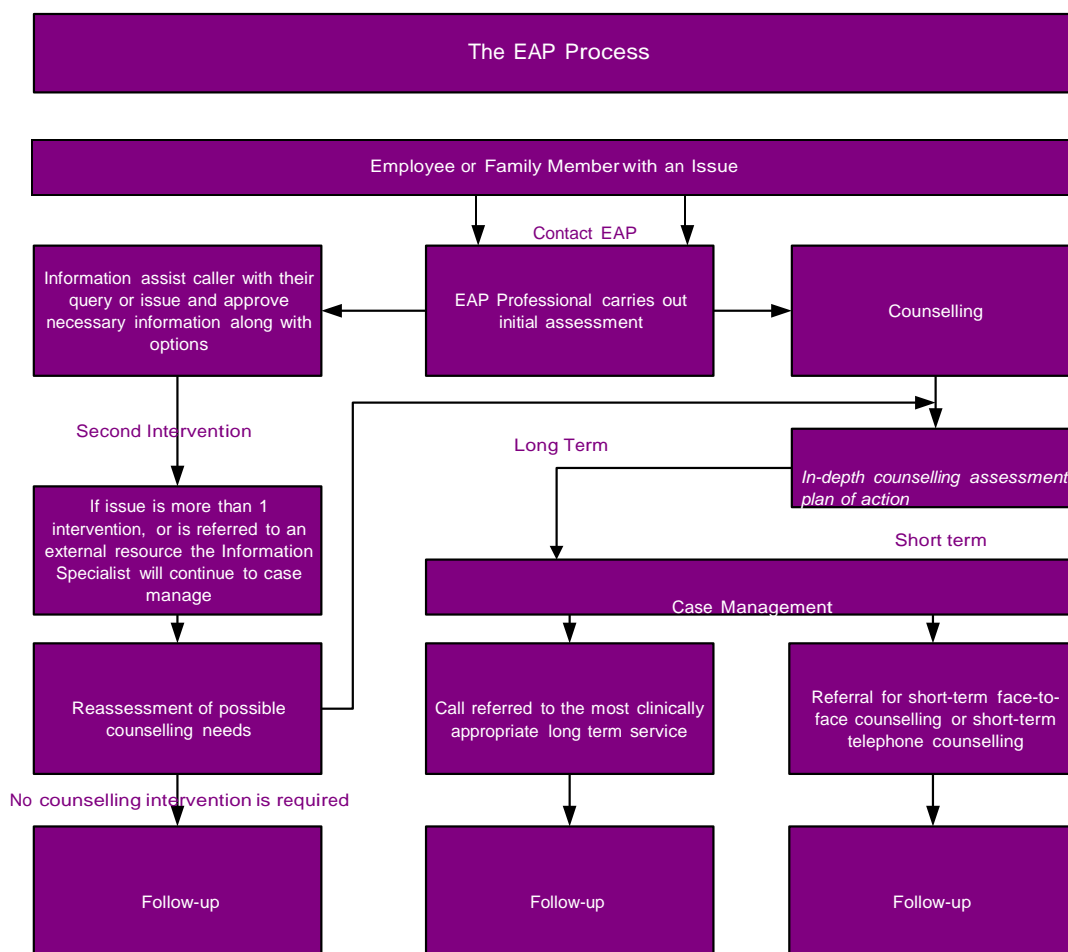 The EAP Process
Employee or Family Member with an Issue
Contact EAP
Information assist caller with their
query or issue and approve
necessary information along with
options
EAP Professional carries out
initial assessment
Counselling
Second Intervention
Long Term
In-depth counselling assessment
plan of action
If issue is more than 1
intervention, or is referred to an
external resource the Information
Specialist will continue to case
manage
Short term
Case Management
Reassessment of possible
counselling needs
Call referred to the most clinically
appropriate long term service
Referral for short-term face-to-
face counselling or short-term
telephone counselling
No counselling intervention is required
Follow-up
Follow-up
Follow-up